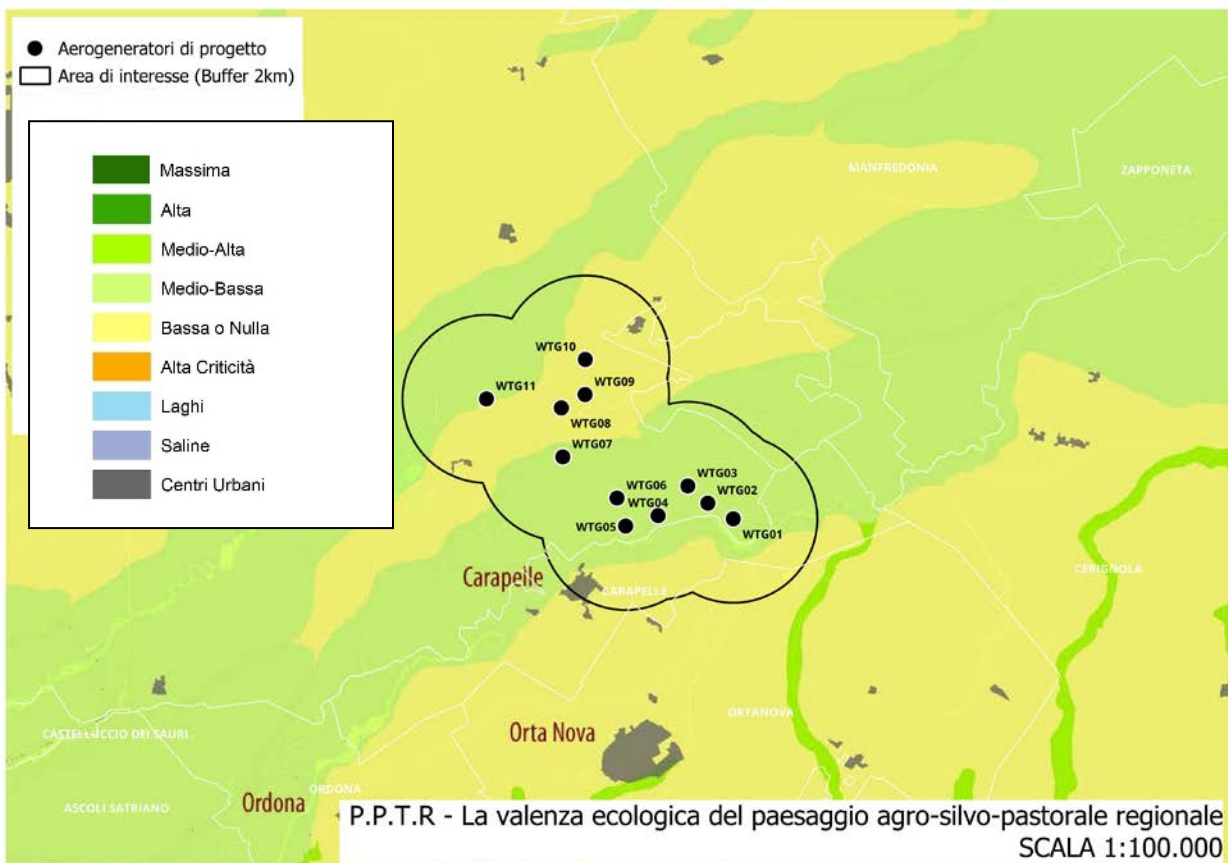 Aerogeneratori di progetto
Area di interesse (Buffer 2km)
Massima
Alta
Medio-Alta
Medio-Bassa
Bassa o Nulla
Alta Criticità
Laghi
Saline
Centri Urbani
MANFREDONIA
ZAPPONETA
WTG10
WTG09
WTG11
WTG08
WTG07
WTG03
WTG06
WTG02
WTG04
WTG05
WTG01
Carapelle
CARAPELLE
CERIGNOLA
ORTANOVA
Orta Nova
CASTELLUCCIO DEI SAURI
ORDONA
Ordona
ASCOLI SATRIANO
P.P.T.R - La valenza ecologica del paesaggio agro-silvo-pastorale regionale
SCALA 1:100.000